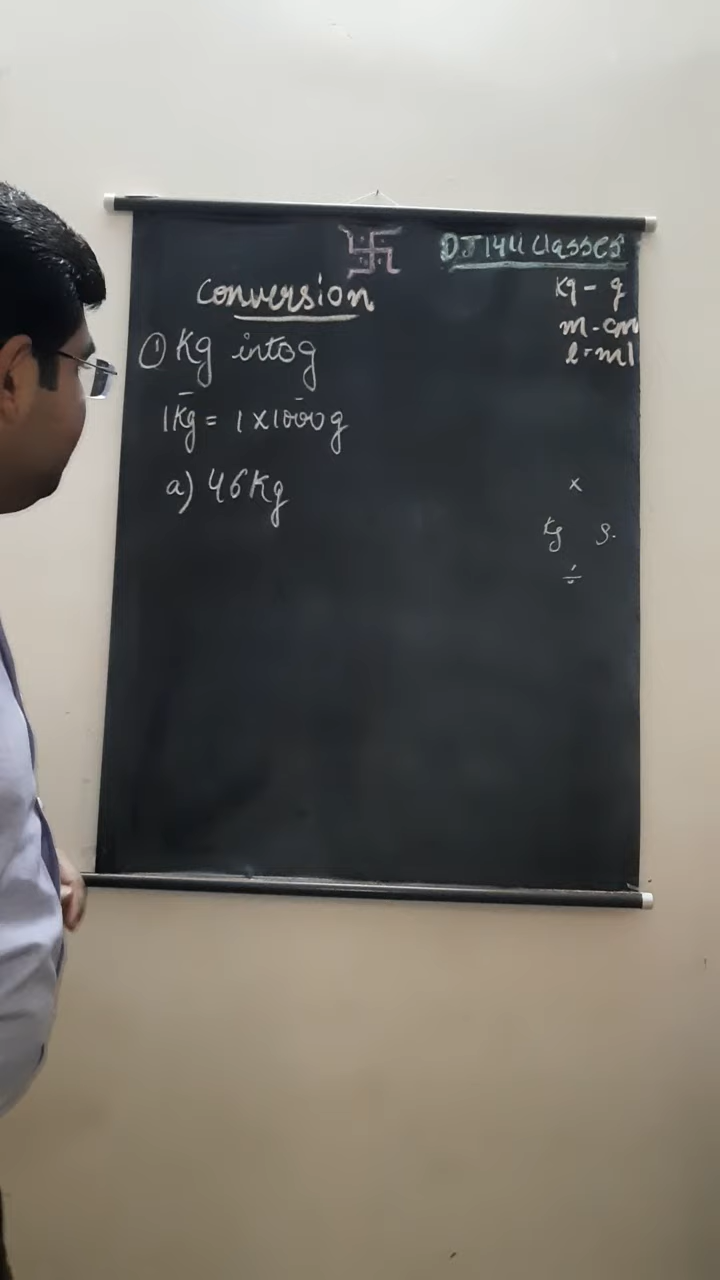 DJ144 Classes
Conversion
Kg - g
m - cm
l - ml
① Kg into g
1Kg = 1 x 1000 g
a) 46Kg
x
Kg g.
÷